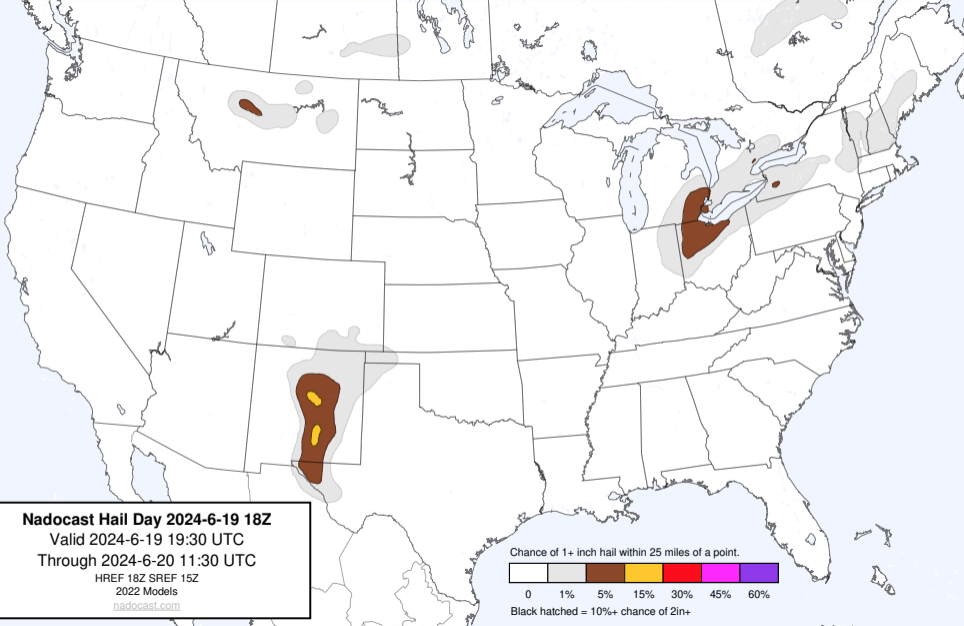 Nadocast Hail Day 2024-6-19 18Z
Valid 2024-6-19 19:30 UTC
Through 2024-6-20 11:30 UTC
HREF 18Z SREF 15Z
2022 Models
nadocast.com
Chance of 1+ inch hail within 25 miles of a point.
0 1% 5% 15% 30% 45% 60%
Black hatched = 10%+ chance of 2in+